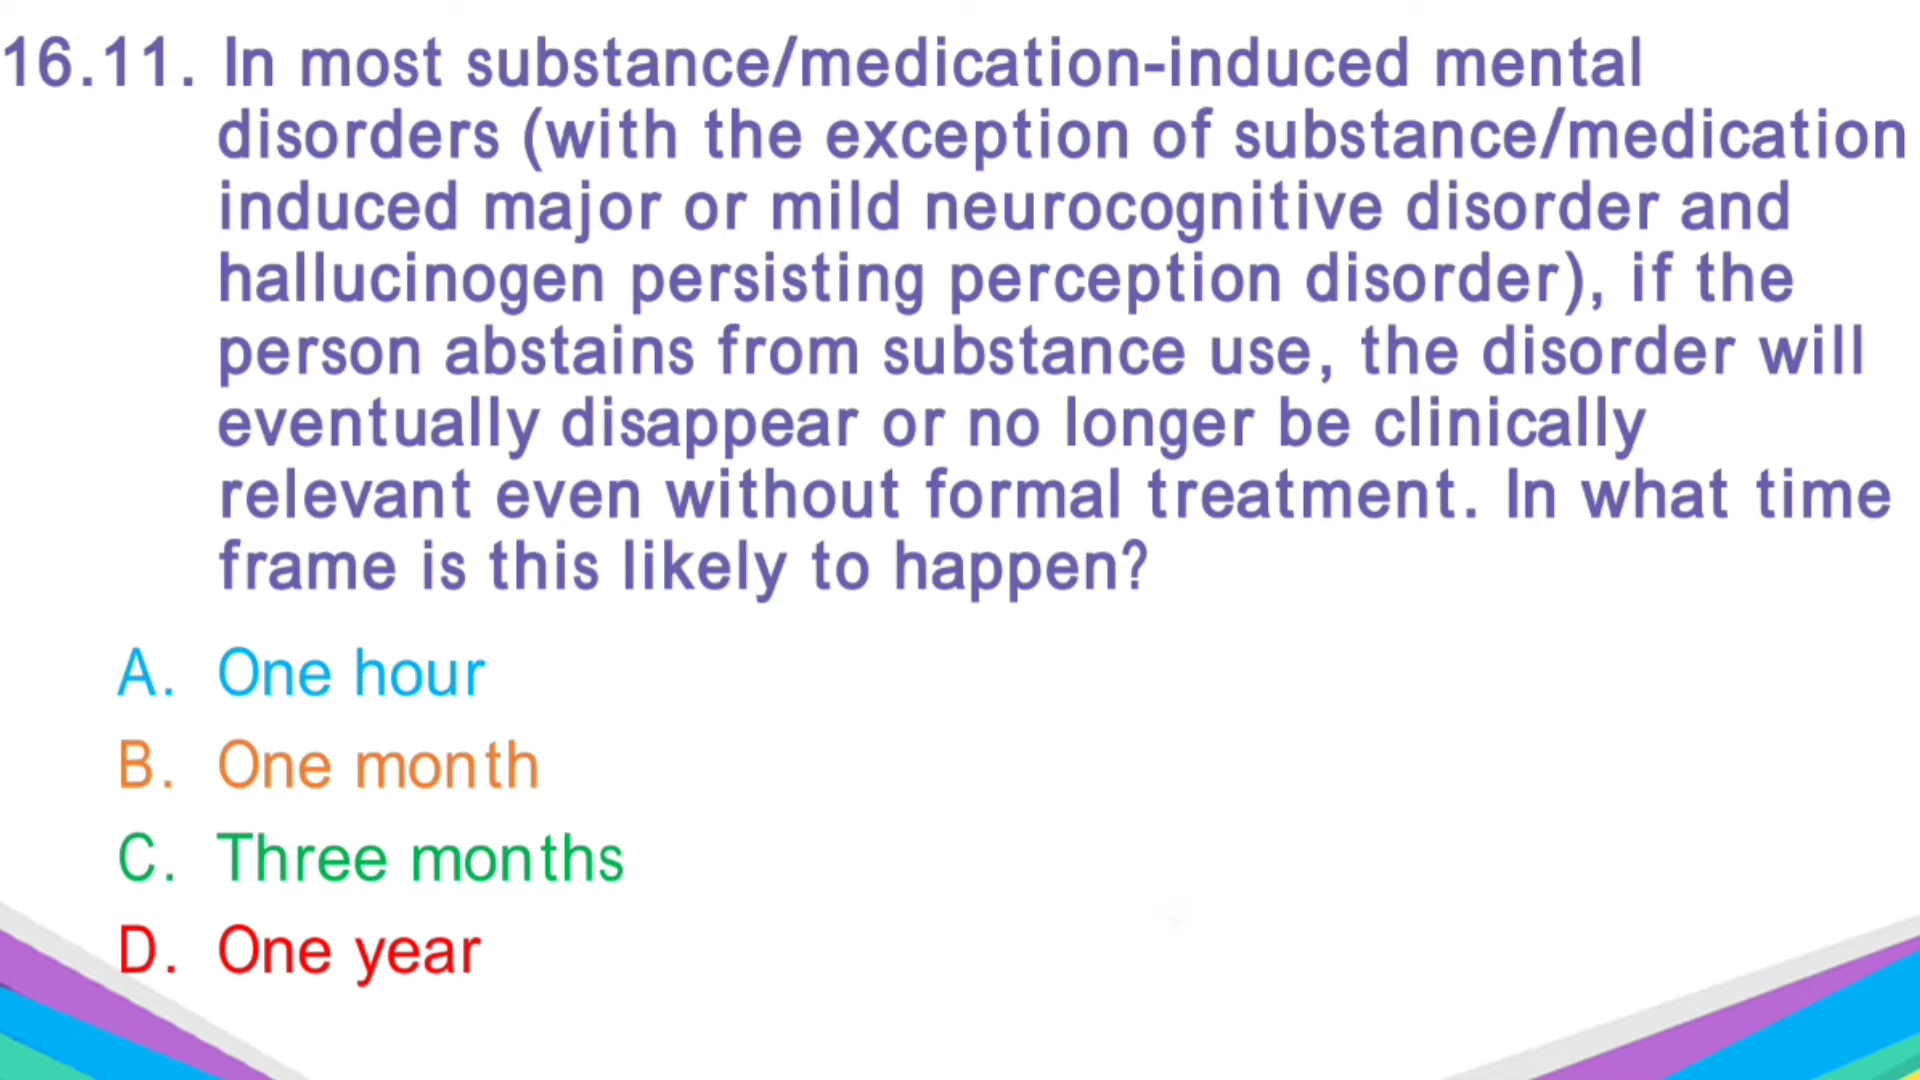 16.11. In most substance/medication-induced mental
disorders (with the exception of substance/medication
induced major or mild neurocognitive disorder and
hallucinogen persisting perception disorder), if the
person abstains from substance use, the disorder will
eventually disappear or no longer be clinically
relevant even without formal treatment. In what time
frame is this likely to happen?
A. One hour
B. One month
C. Three months
D. One year